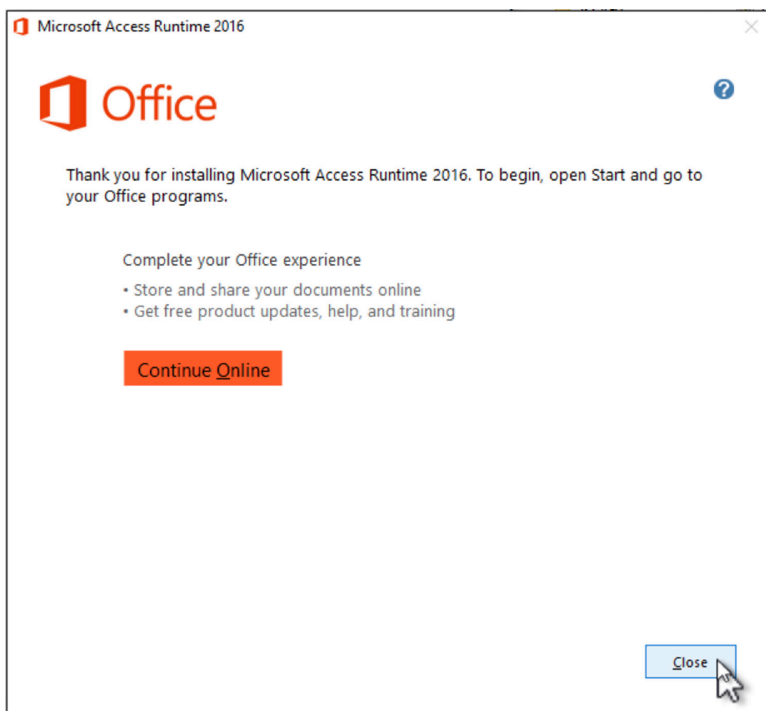 Microsoft Access Runtime 2016
Office
?
Thank you for installing Microsoft Access Runtime 2016. To begin, open Start and go to
your Office programs.
Complete your Office experience
• Store and share your documents online
• Get free product updates, help, and training
Continue Online
Close